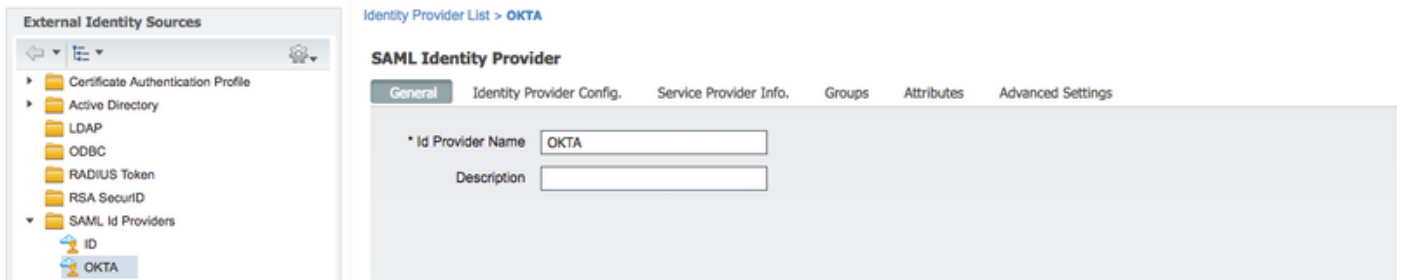 External Identity Sources
Certificate Authentication Profile
Active Directory
LDAP
ODBC
RADIUS Token
RSA SecurID
SAML Id Providers
ID
OKTA
Identity Provider List > OKTA
SAML Identity Provider
General Identity Provider Config. Service Provider Info. Groups Attributes Advanced Settings
* Id Provider Name OKTA
Description